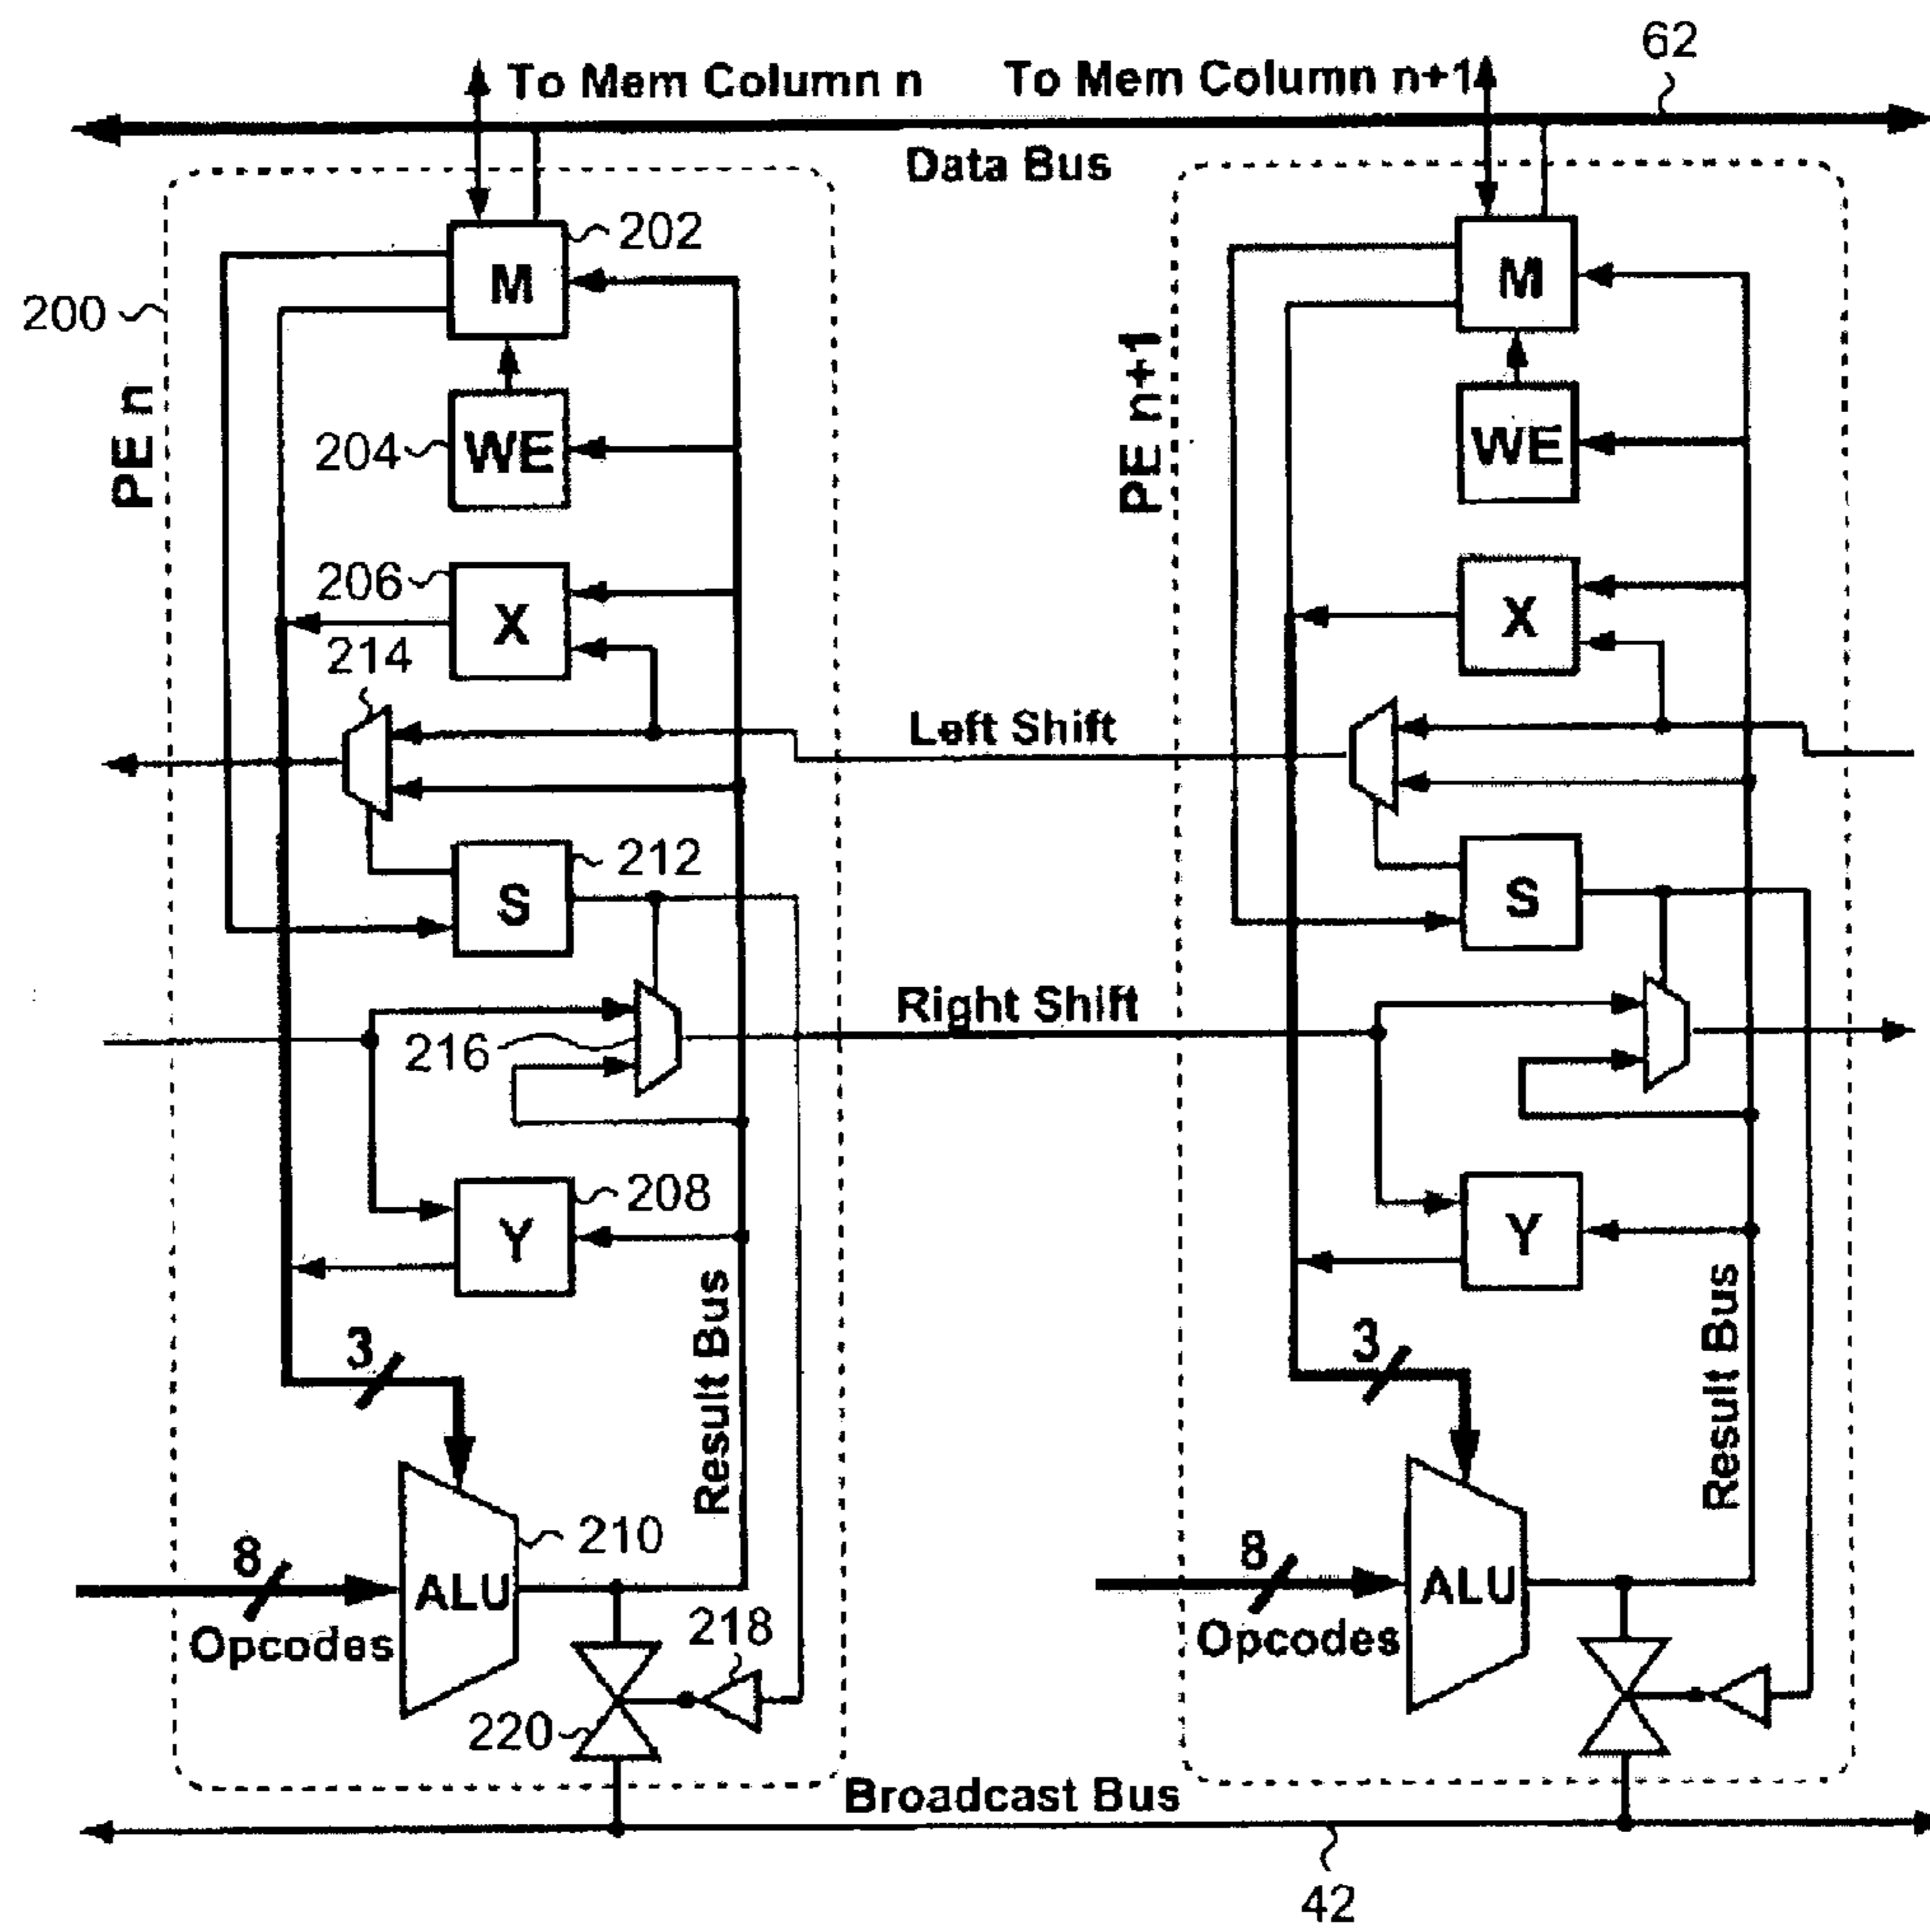 62
To Mem Column n
To Mem Column n+1
Data Bus
200
PE n
M
202
WE
204
X
206
214
S
212
216
Y
208
3
Result Bus
8
Opcodes
ALU
210
218
220
Left Shift
Right Shift
PE n+1
M
WE
X
S
Y
3
Result Bus
8
Opcodes
ALU
Broadcast Bus
42